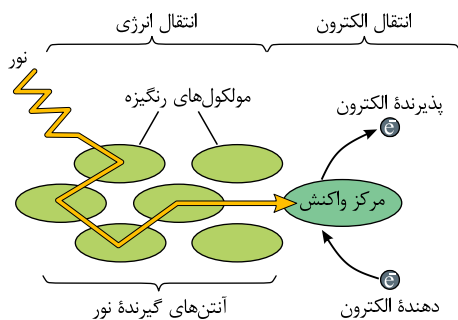 انتقال الکترون
انتقال انرژی
نور
مولکول‌های رنگیزه
پذیرندهٔ الکترون
e̅
مرکز واکنش
e̅
دهندهٔ الکترون
آنتن‌های گیرندهٔ نور